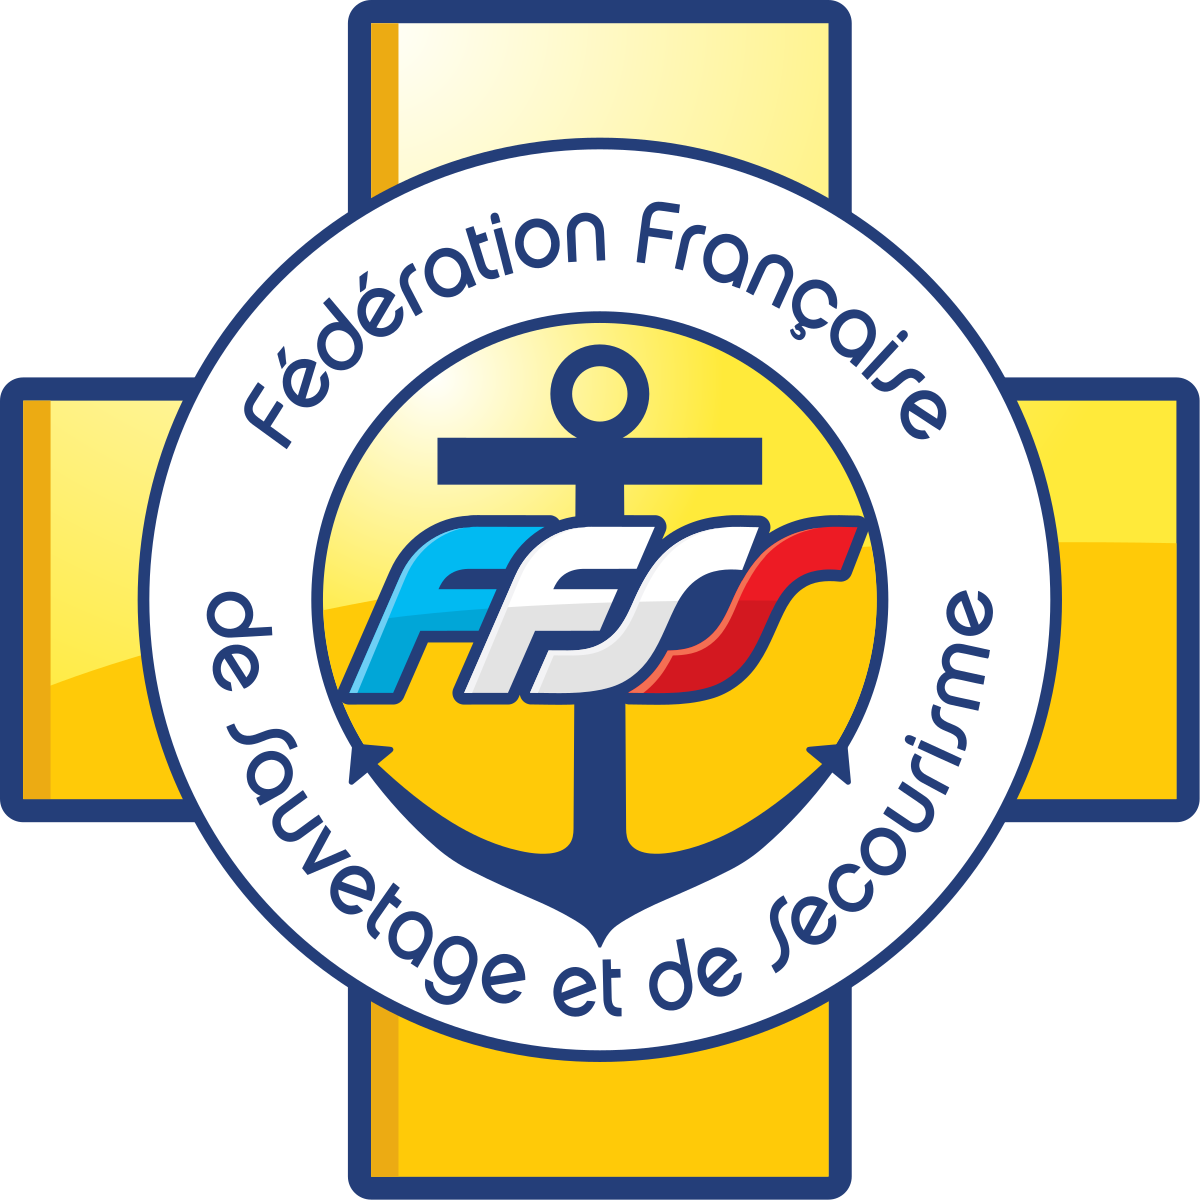 Fédération Française
FFSS
de Sauvetage et de Secourisme